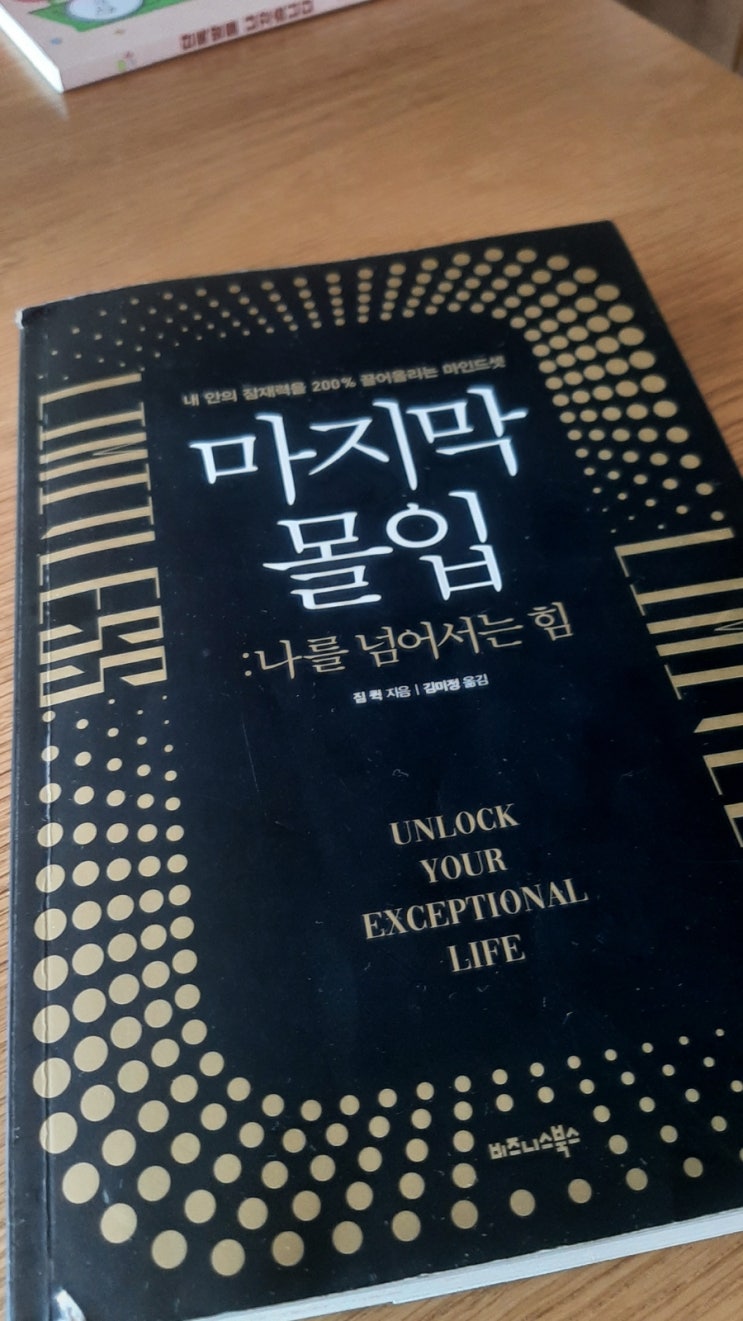 내 안의 잠재력을 200% 끌어올리는 마인드셋
마지막
몰입
:나를 넘어서는 힘
짐 퀵 지음 | 김미정 옮김
LIMITLESS
LIMITLE
UNLOCK
YOUR
EXCEPTIONAL
LIFE
비즈니스북스